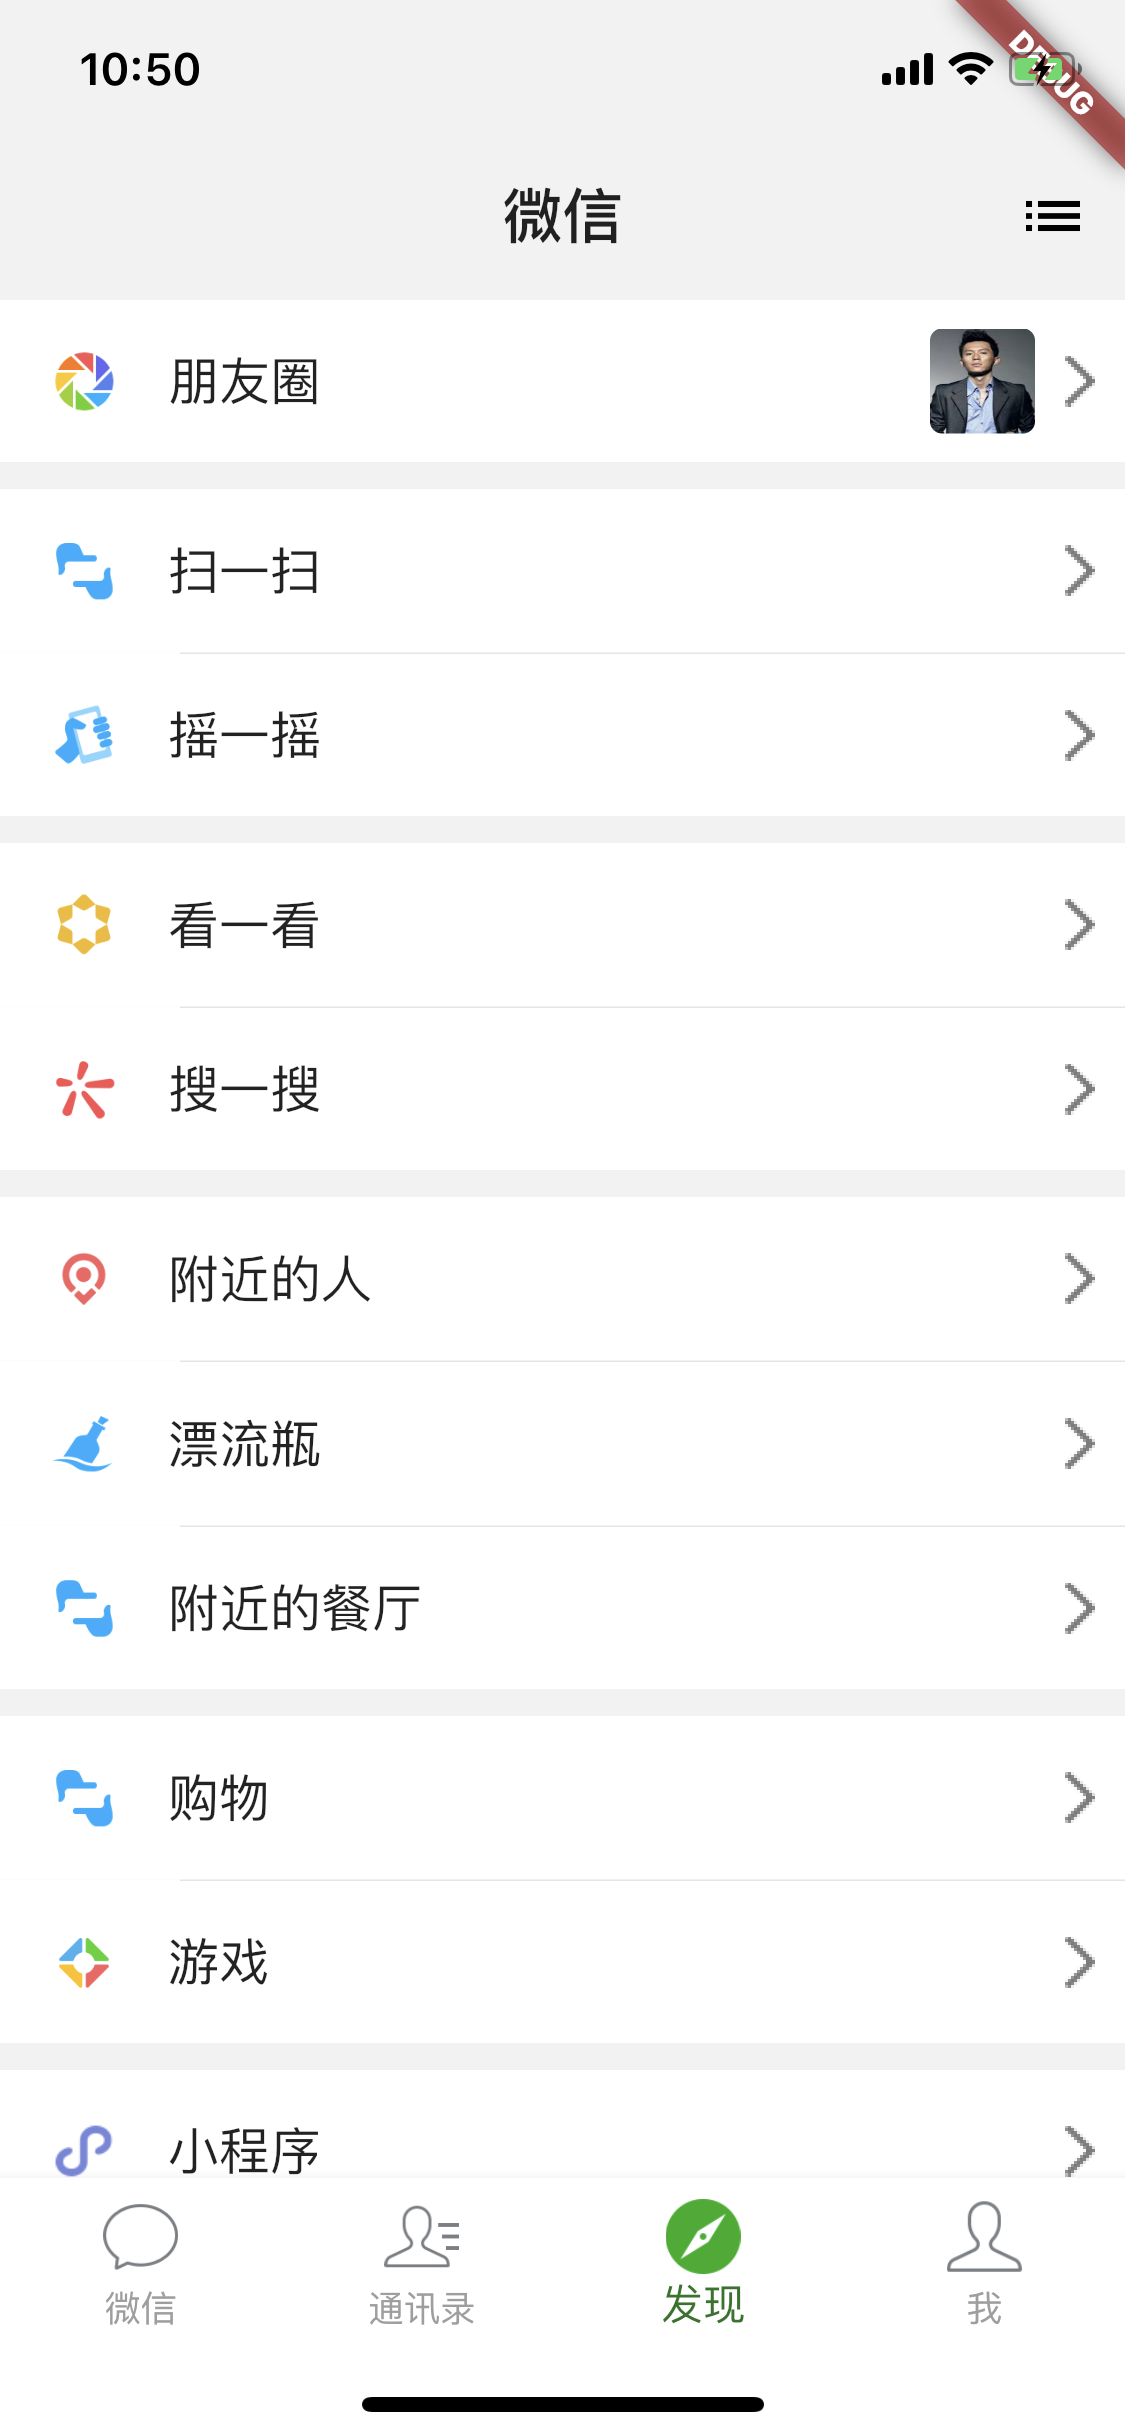 10:50
DEBUG
微信
朋友圈
扫一扫
摇一摇
看一看
搜一搜
附近的人
漂流瓶
附近的餐厅
购物
游戏
小程序
微信
通讯录
发现
我